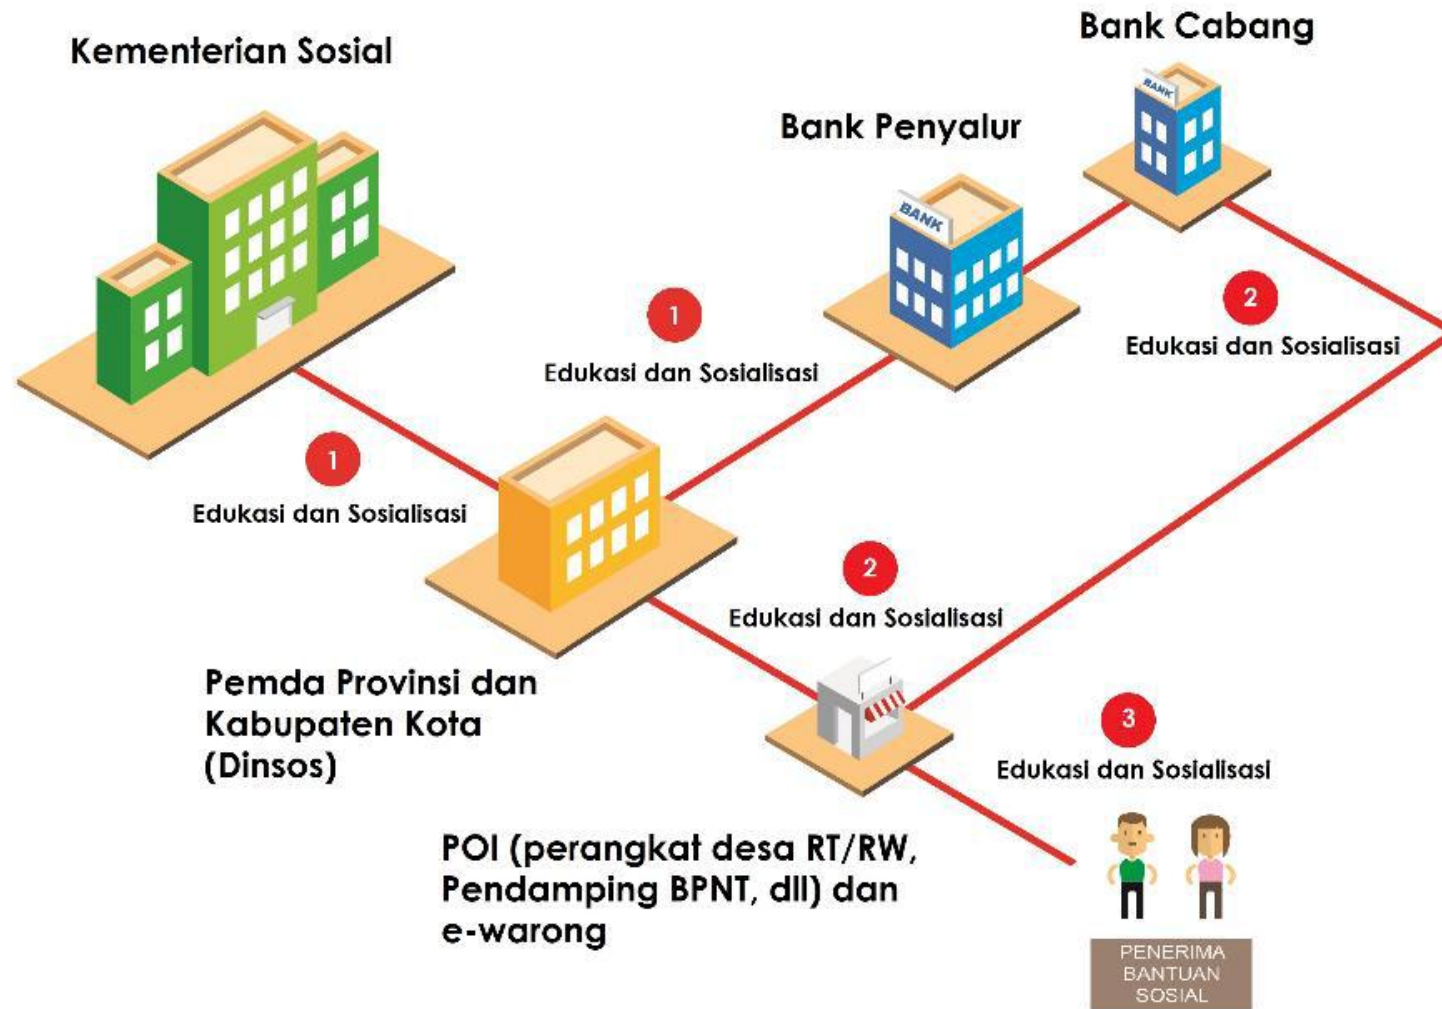 Kementerian Sosial
Bank Cabang
BANK
Bank Penyalur
BANK
1
Edukasi dan Sosialisasi
2
Edukasi dan Sosialisasi
1
Edukasi dan Sosialisasi
2
Edukasi dan Sosialisasi
Pemda Provinsi dan
Kabupaten Kota
(Dinsos)
3
Edukasi dan Sosialisasi
POI (perangkat desa RT/RW,
Pendamping BPNT, dll) dan
e-warong
PENERIMA
BANTUAN
SOSIAL